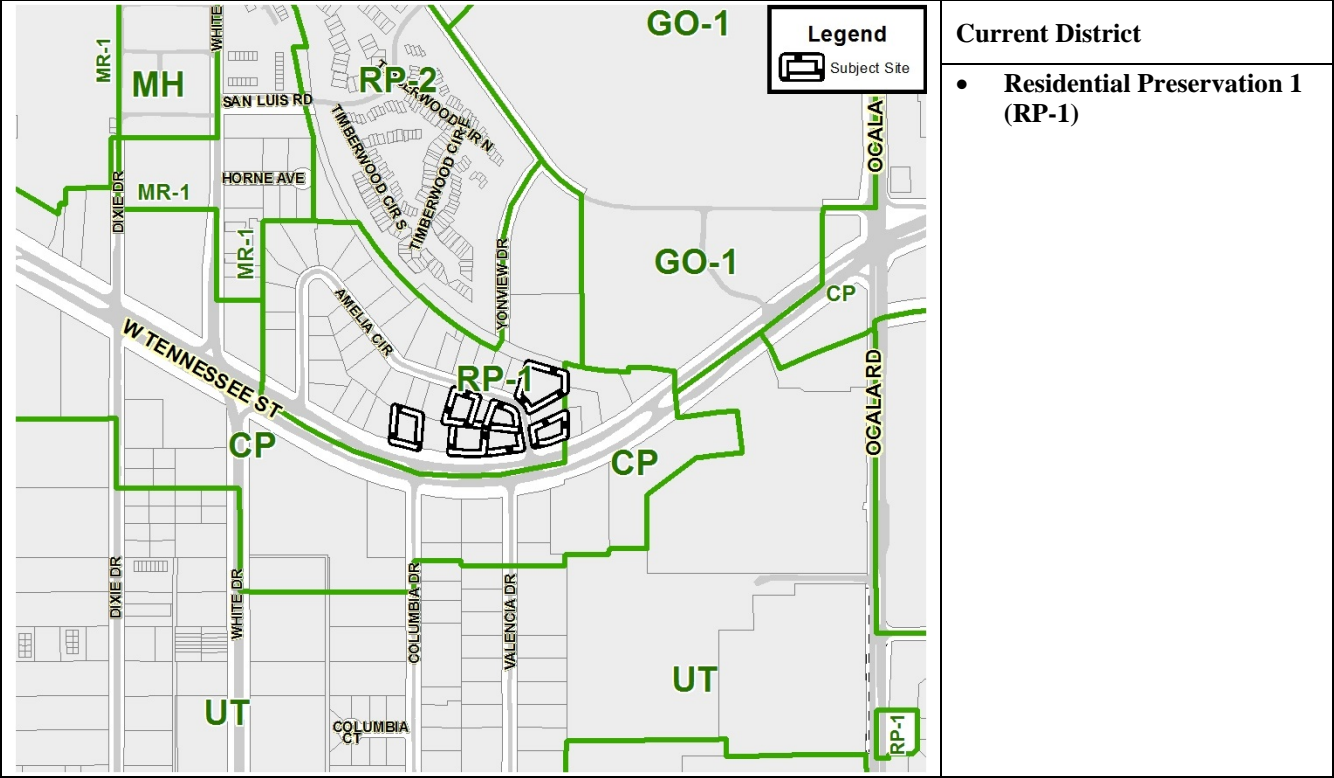 GO-1
Legend
Subject Site
Current District
• Residential Preservation 1
(RP-1)
WHITE
MR-1
MH
RP-2
SAN LUIS RD
TIMBERWOOD CIR N
OCALA
TIMBERWOOD CIR E
TIMBERWOOD CIR S
HORNE AVE
DIXIE DR
MR-1
MR-1
YONVIEW DR
GO-1
CP
AMELIA CIR
W TENNESSEE ST
RP-1
OCALA RD
CP
CP
DIXIE DR
WHITE DR
COLUMBIA DR
VALENCIA DR
UT
UT
COLUMBIA
CT
RP-1